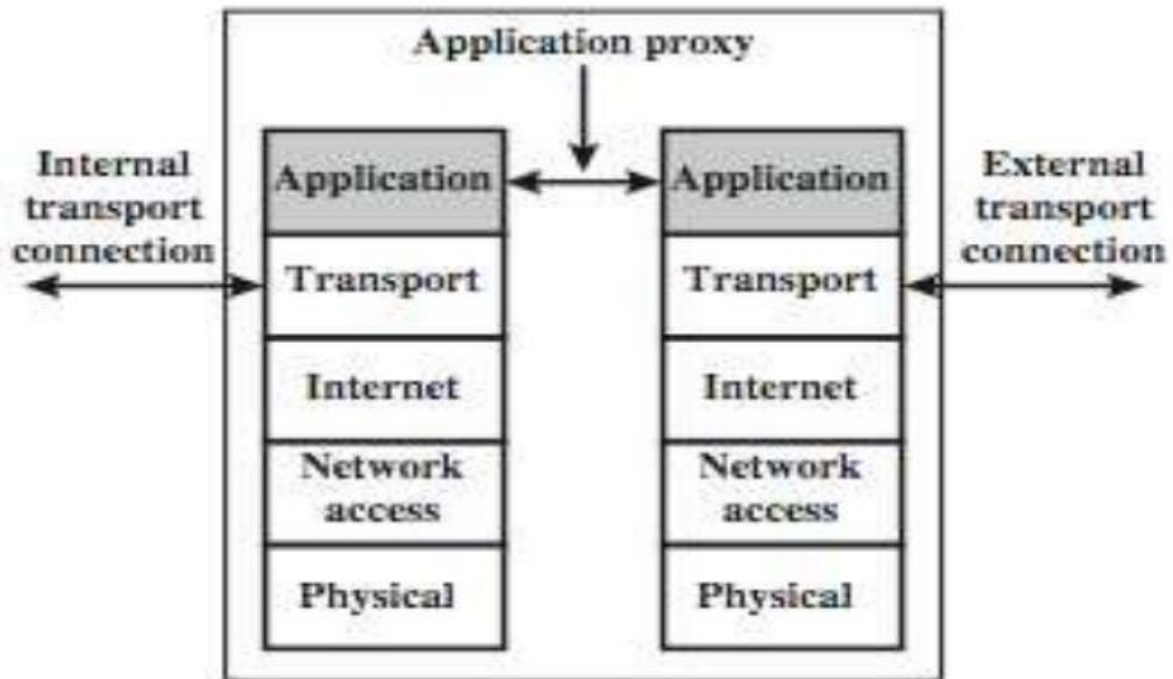 Application proxy
Internal
transport
connection
Application
Application
External
transport
connection
Transport
Transport
Internet
Internet
Network
access
Network
access
Physical
Physical